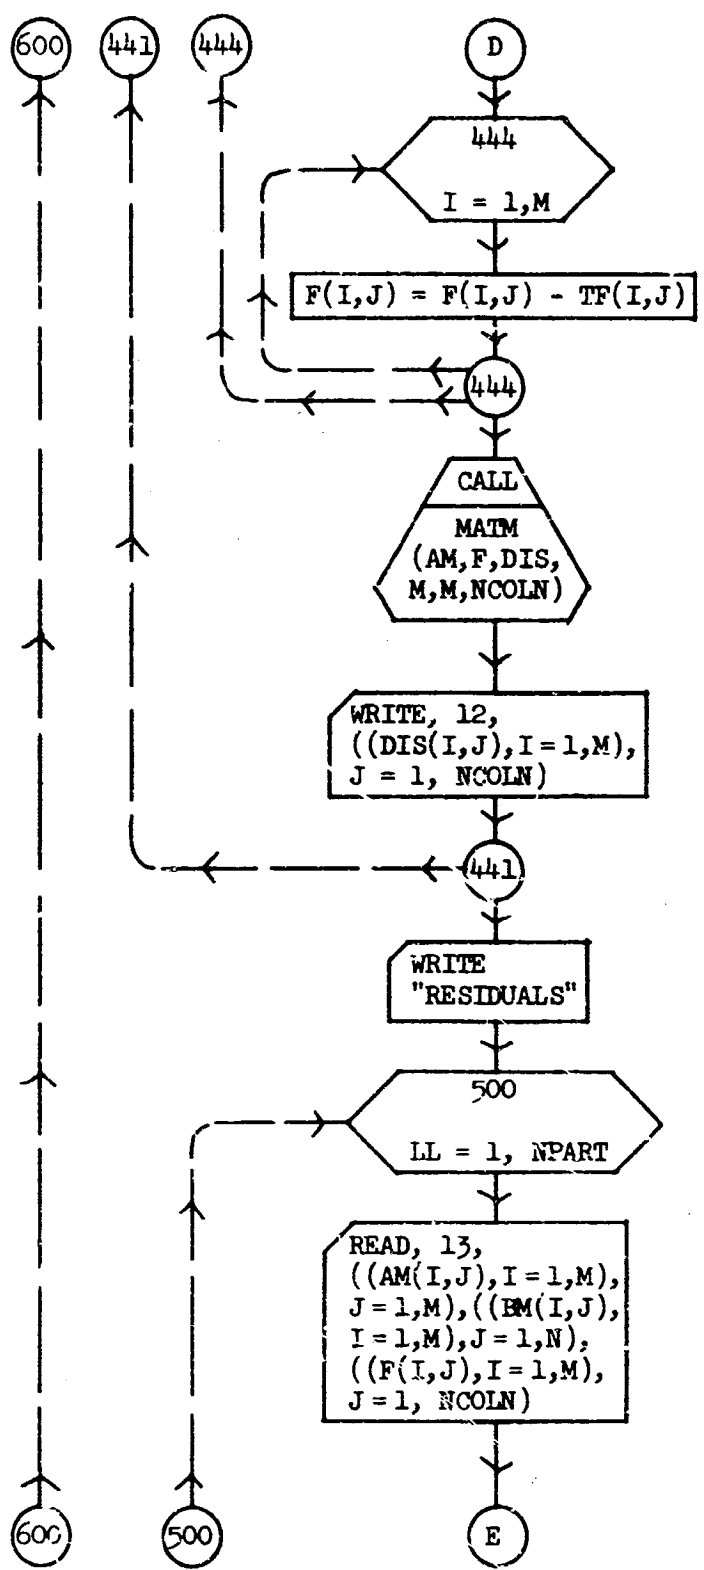 600
441
444
D
444
I = 1,M
F(I,J) = F(I,J) - TF(I,J)
444
CALL
MATM
(AM,F,DIS,
M,M,NCOLN)
WRITE, 12,
((DIS(I,J),I=1,M),
J = 1, NCOLN)
441
WRITE
"RESIDUALS"
500
LL = 1, NPART
READ, 13,
((AM(I,J),I=1,M),
J=1,M),((BM(I,J),
I=1,M),J=1,N),
((F(I,J),I=1,M),
J=1, NCOLN)
600
500
E